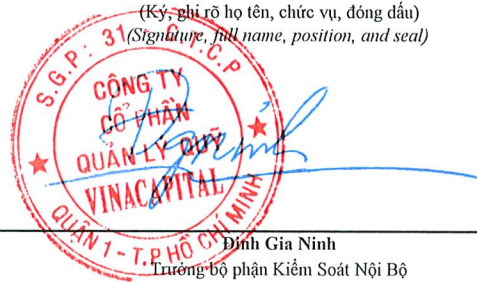 (Ký, ghi rõ họ tên, chức vụ, đóng dấu)
(Signature, full name, position, and seal)
S.G.P: 31 C.T.C.P
CÔNG TY
CỔ PHẦN
QUẢN LÝ QUỸ
VINACAPITAL
QUẬN 1 - T.P HỒ CHÍ MINH
Đinh Gia Ninh
Trưởng bộ phận Kiểm Soát Nội Bộ